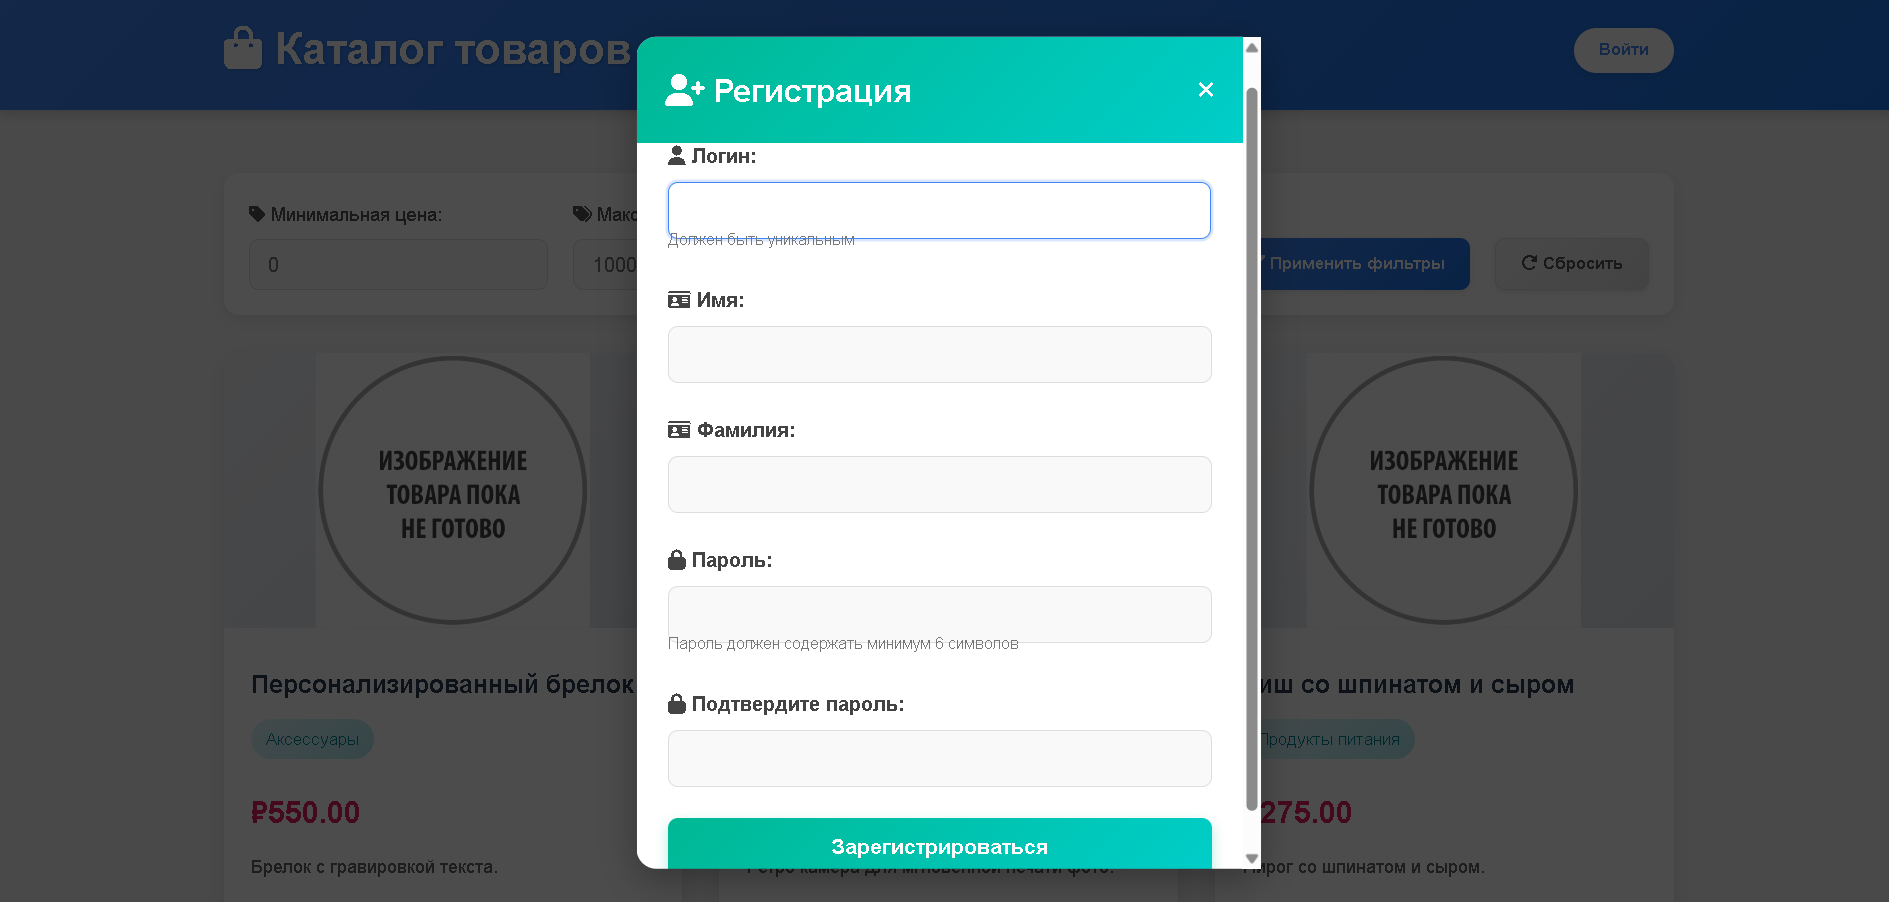 Каталог товаров
Войти
Регистрация
Логин:
Должен быть уникальным
Имя:
Фамилия:
Пароль:
Пароль должен содержать минимум 6 символов
Подтвердите пароль:
Зарегистрироваться
Минимальная цена:
0
1000
Применить фильтры
Сбросить
ИЗОБРАЖЕНИЕ
ТОВАРА ПОКА
НЕ ГОТОВО
Персонализированный брелок
Аксессуары
₽550.00
Брелок с гравировкой текста.
Ретро камера для мгновенной печати фото.
ИЗОБРАЖЕНИЕ
ТОВАРА ПОКА
НЕ ГОТОВО
со шпинатом и сыром
Продукты питания
275.00
Пирог со шпинатом и сыром.